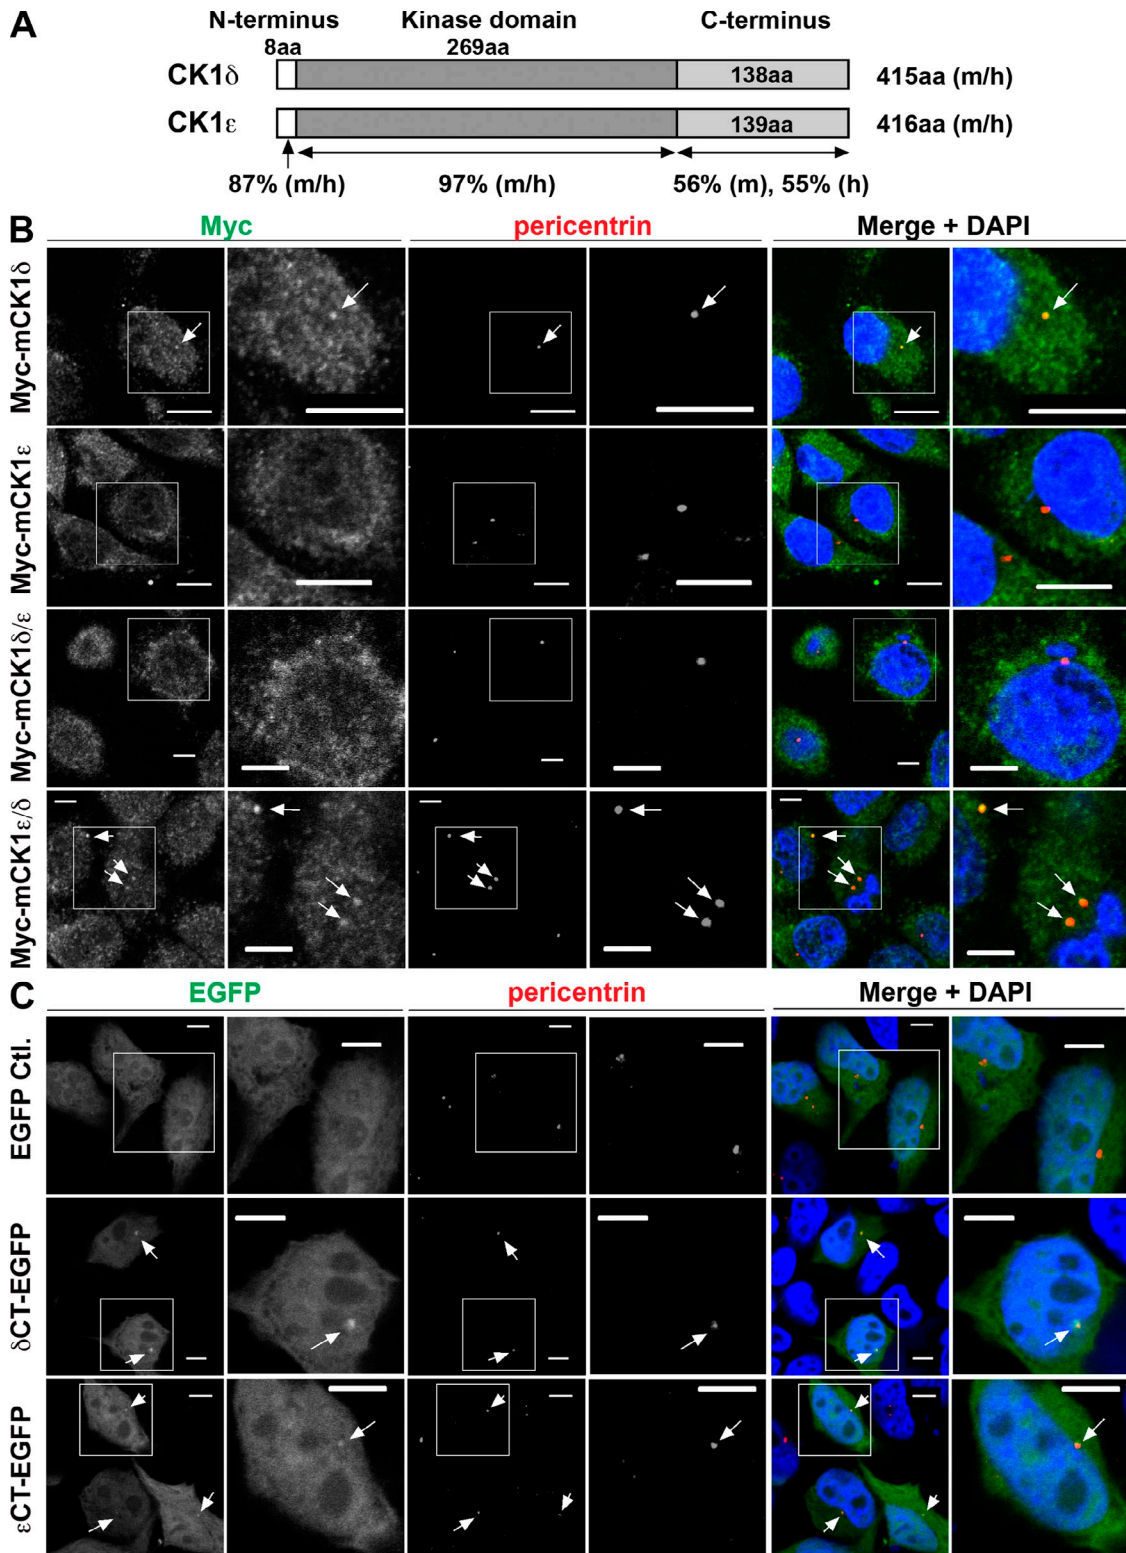 A
N-terminus Kinase domain C-terminus
8aa 269aa
CK1δ 138aa 415aa (m/h)
CK1ε 139aa 416aa (m/h)
87% (m/h) 97% (m/h) 56% (m), 55% (h)
B Myc pericentrin Merge + DAPI
Myc-mCK1δ
Myc-mCK1ε
Myc-mCK1δ/ε
Myc-mCK1ε/δ
C EGFP pericentrin Merge + DAPI
EGFP Ctl.
δCT-EGFP
εCT-EGFP